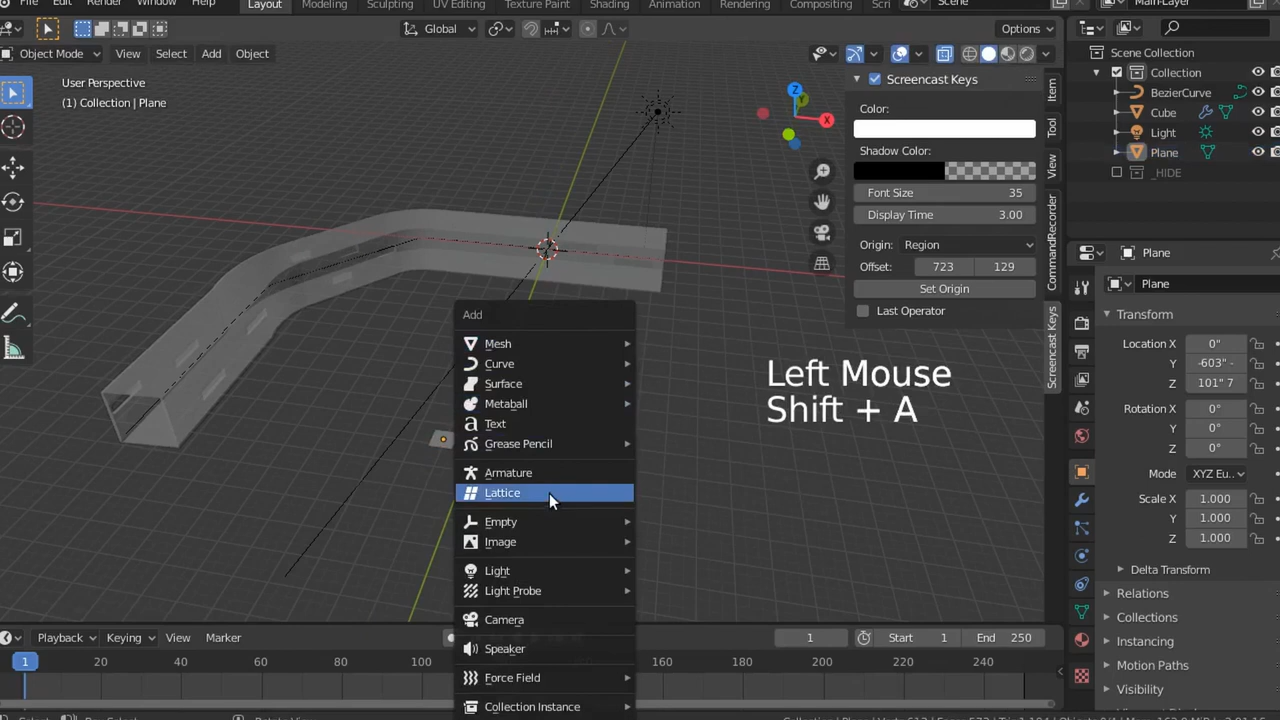 File Edit Render Window Help Layout Modeling Sculpting UV Editing Texture Paint Shading Animation Rendering Compositing Scri Scene Main-Layer
Global Options
Object Mode View Select Add Object
User Perspective
(1) Collection | Plane
Z
Y
X
Screencast Keys
Color:
Shadow Color:
Font Size 35
Display Time 3.00
Origin: Region
Offset: 723 129
Set Origin
Last Operator
Item
Tool
View
CommandRecorder
Screencast Keys
Scene Collection
Collection
BezierCurve
Cube
Light
Plane
_HIDE
Plane
Plane
Transform
Location X 0"
Y -603" -
Z 101" 7
Rotation X 0°
Y 0°
Z 0°
Mode XYZ Eu..
Scale X 1.000
Y 1.000
Z 1.000
Delta Transform
Relations
Collections
Instancing
Motion Paths
Visibility
Add
Mesh
Curve
Surface
Metaball
Text
Grease Pencil
Armature
Lattice
Empty
Image
Light
Light Probe
Camera
Speaker
Force Field
Collection Instance
Left Mouse
Shift + A
Playback Keying View Marker 1 Start 1 End 250
1 20 40 60 80 100 160 180 200 220 240